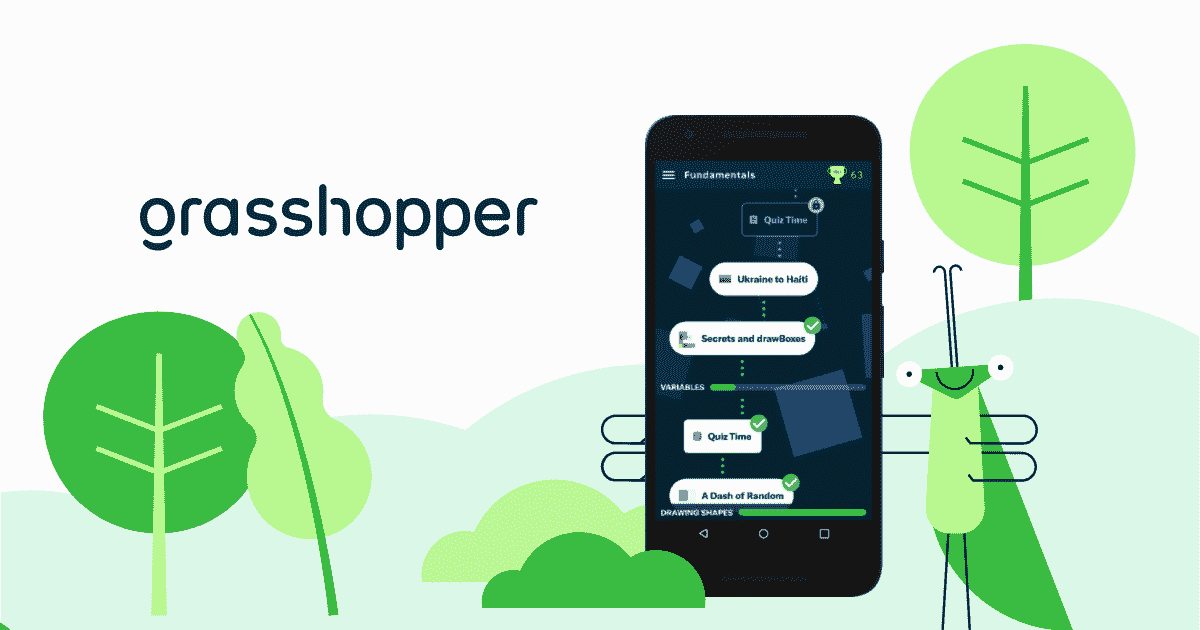 grasshopper
Fundamentals
63
Quiz Time
Ukraine to Haiti
Secrets and drawBoxes
VARIABLES
Quiz Time
A Dash of Random
DRAWING SHAPES